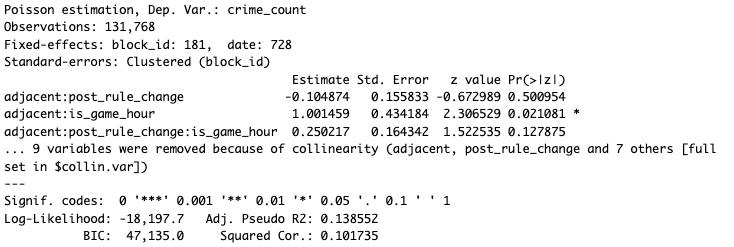 Poisson estimation, Dep. Var.: crime_count
Observations: 131,768
Fixed-effects: block_id: 181,  date: 728
Standard-errors: Clustered (block_id)
                                       Estimate Std. Error   z value Pr(>|z|)
adjacent:post_rule_change             -0.104874   0.155833 -0.672989 0.500954
adjacent:is_game_hour                  1.001459   0.434184  2.306529 0.021081 *
adjacent:post_rule_change:is_game_hour 0.250217   0.164342  1.522535 0.127875
... 9 variables were removed because of collinearity (adjacent, post_rule_change and 7 others [full
set in $collin.var])
---
Signif. codes:  0 '***' 0.001 '**' 0.01 '*' 0.05 '.' 0.1 ' ' 1
Log-Likelihood: -18,197.7   Adj. Pseudo R2: 0.138552
           BIC:  47,135.0     Squared Cor.: 0.101735